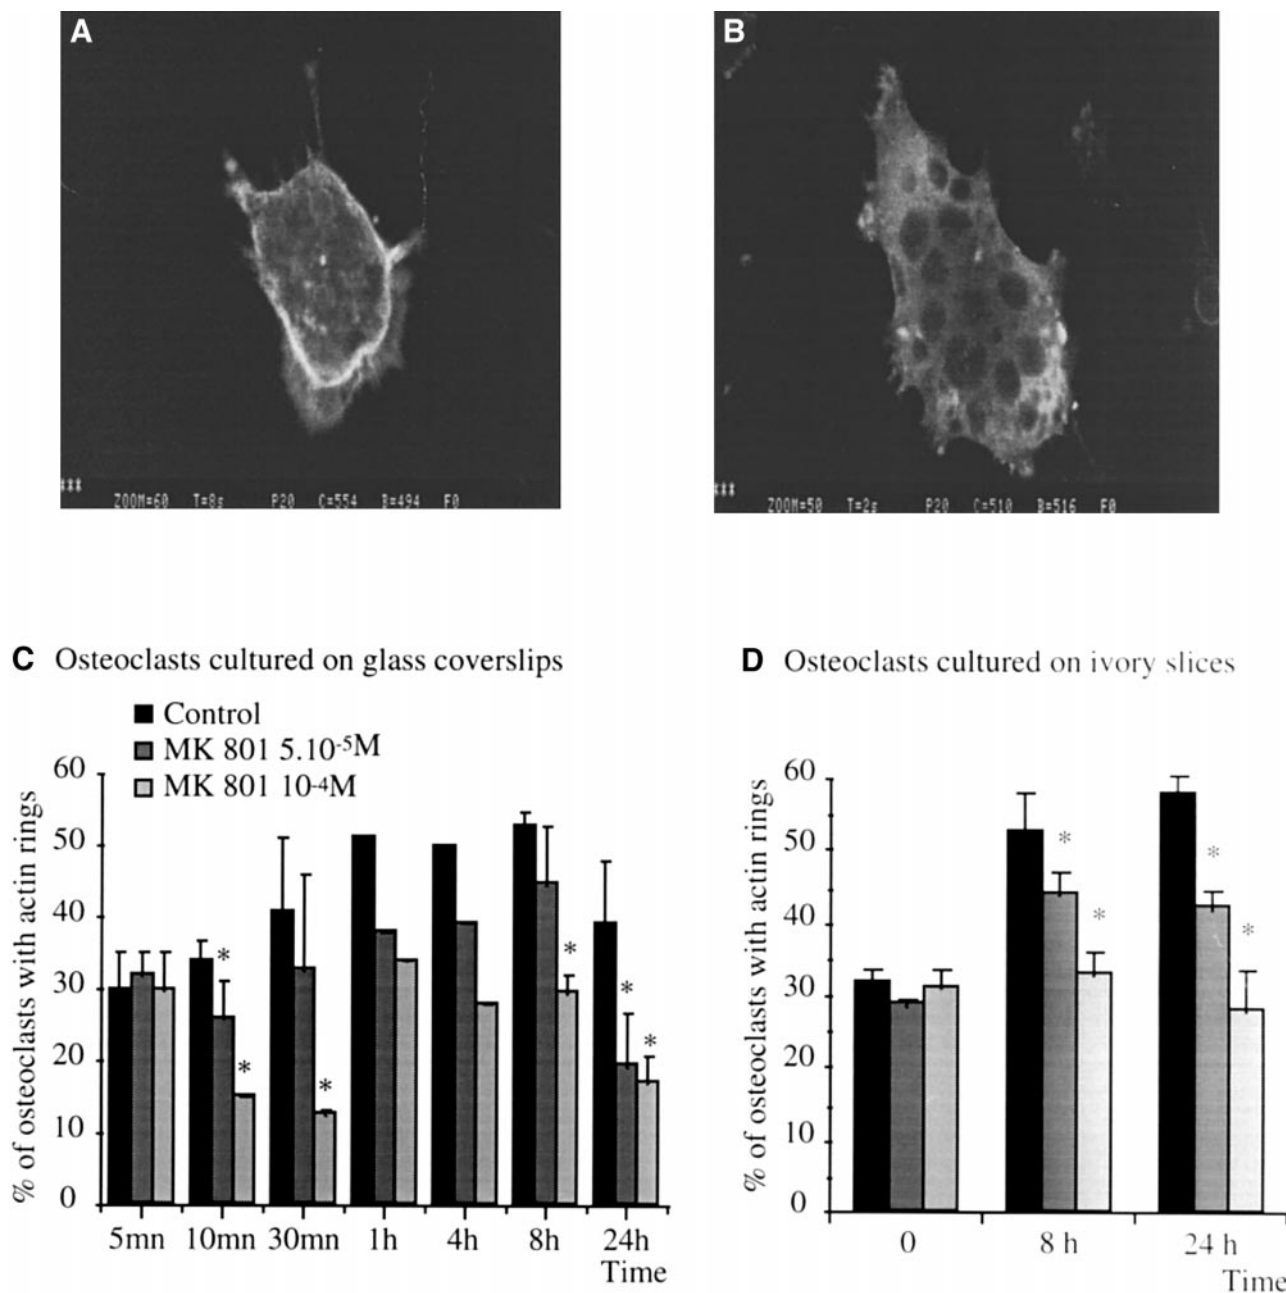 A
B
*** ZOOM=60 T=8s P20 C=554 B=494 F0
*** ZOOM=50 T=2s P20 C=510 B=516 F0
C Osteoclasts cultured on glass coverslips
Control
MK 801 5.10-5M
MK 801 10-4M
% of osteoclasts with actin rings
60
50
40
30
20
10
0
* * * * * *
5mn 10mn 30mn 1h 4h 8h 24h
Time
D Osteoclasts cultured on ivory slices
% of osteoclasts with actin rings
60
50
40
30
20
10
0
* * * *
0 8 h 24 h
Time